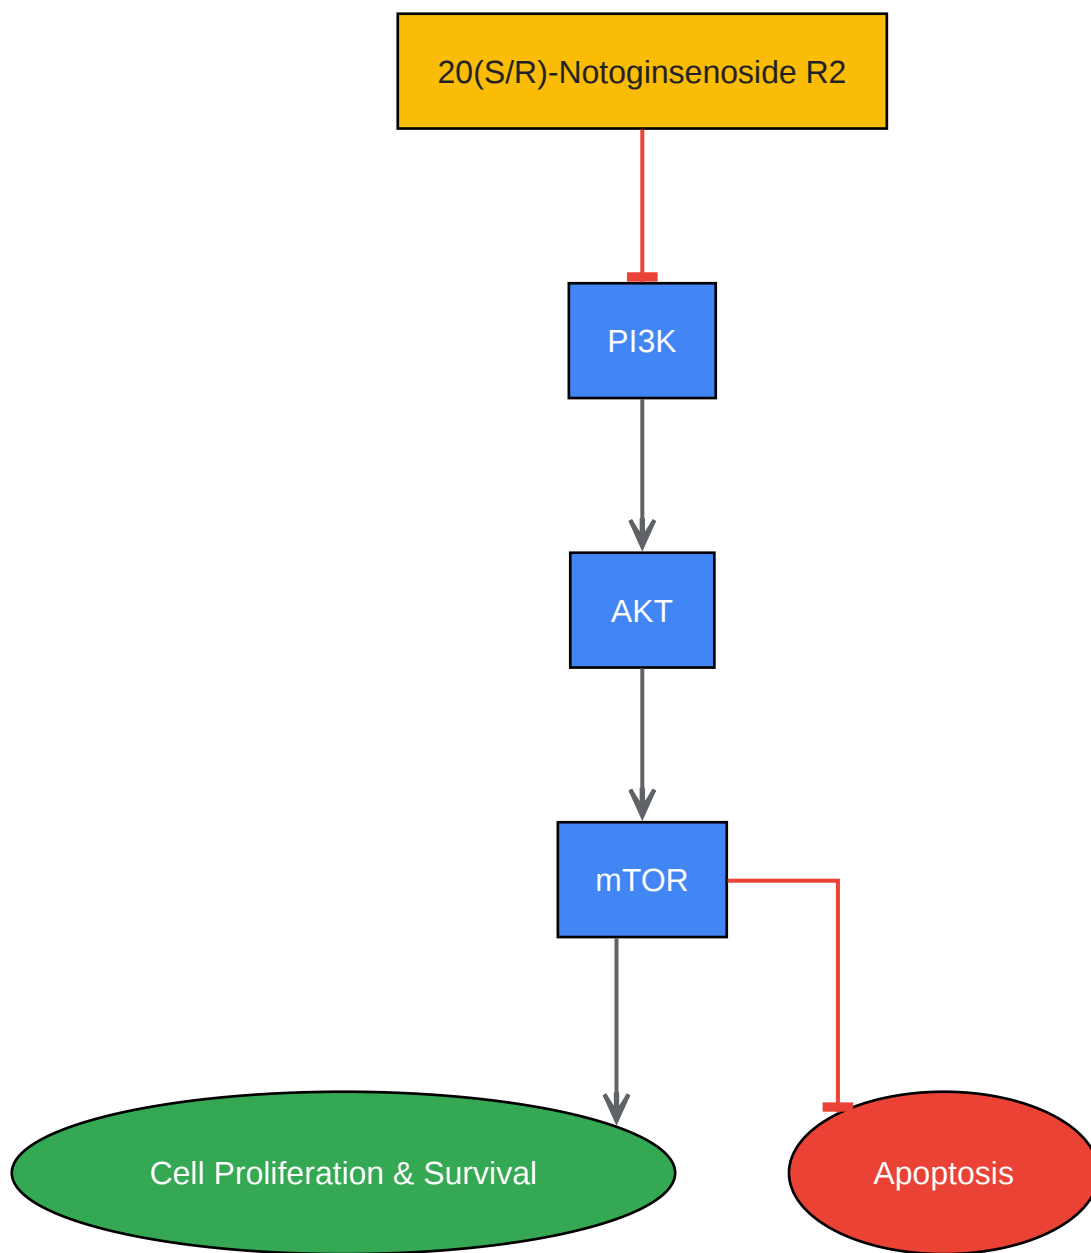 20(S/R)-Notoginsenoside R2
PI3K
AKT
mTOR
Cell Proliferation & Survival
Apoptosis